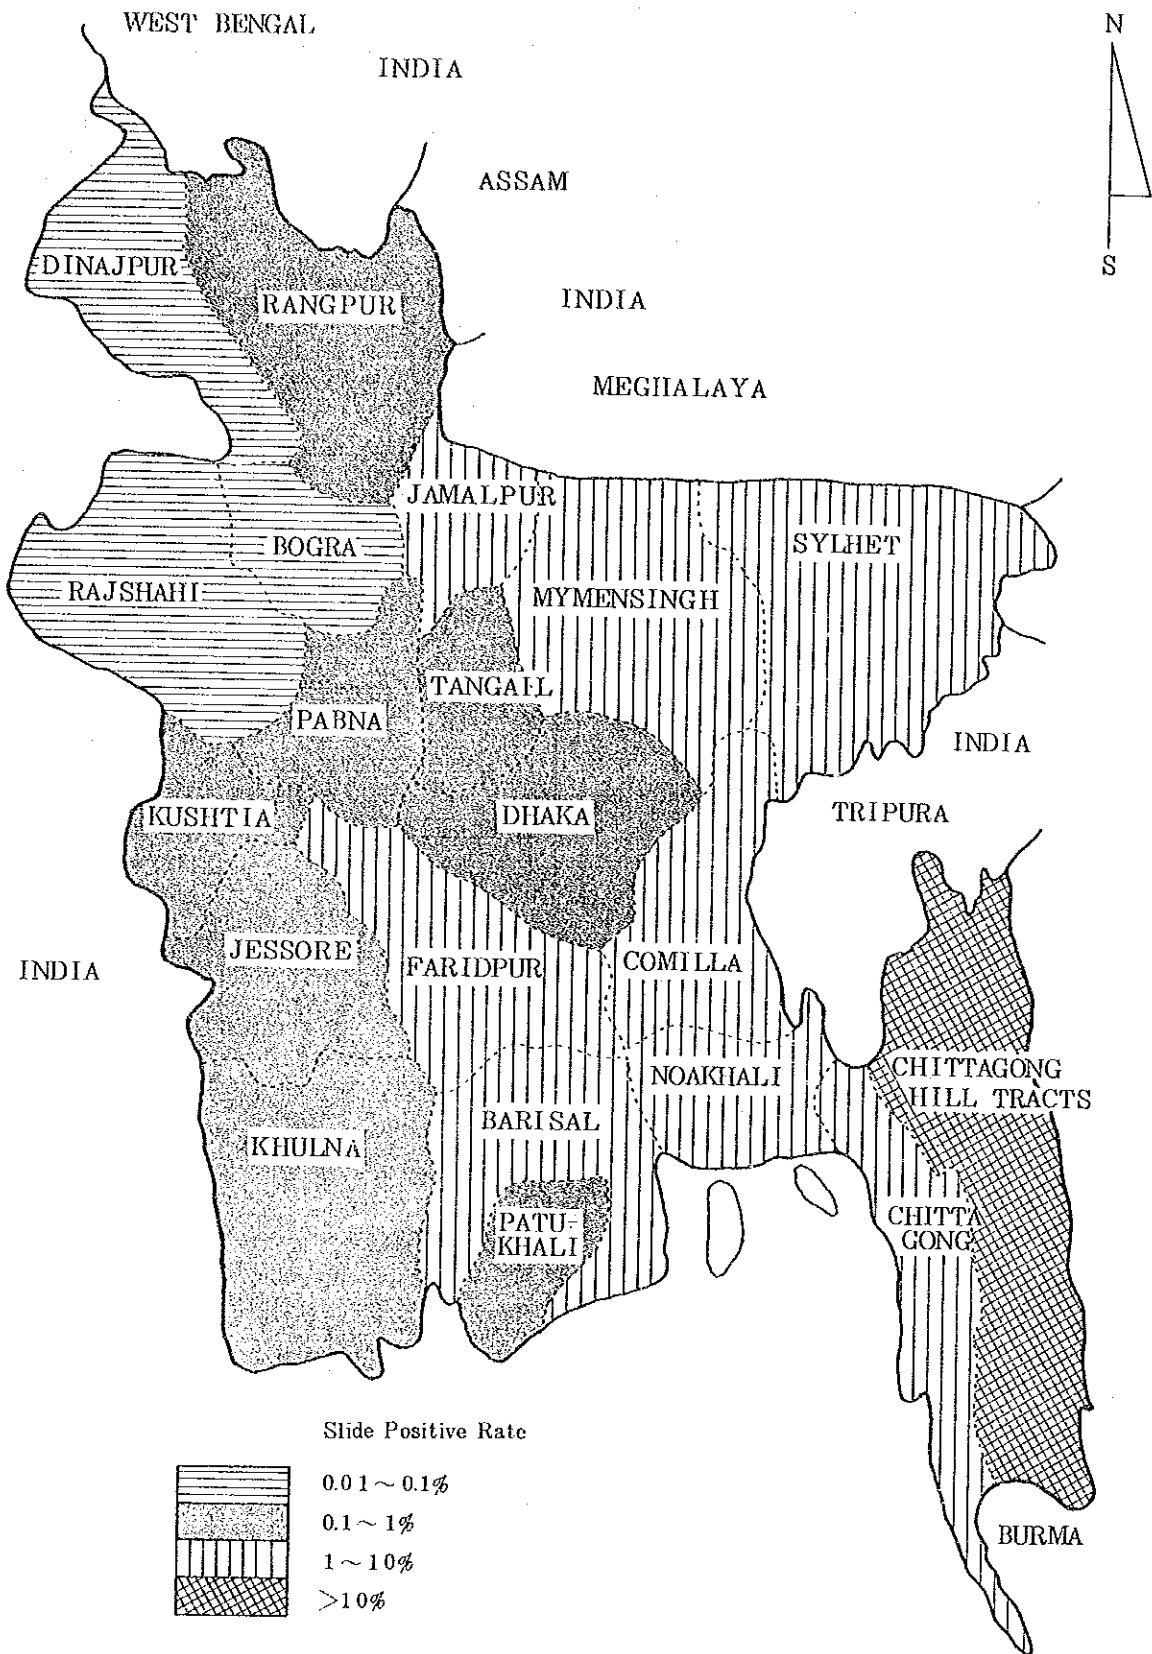 WEST BENGAL
INDIA
N
ASSAM
S
DINAJPUR
RANGPUR
INDIA
MEGHALAYA
JAMALPUR
BOGRA
SYLHET
RAJSHAHI
MYMENSINGH
TANGAIL
PABNA
INDIA
KUSHTIA
DHAKA
TRIPURA
JESSORE
FARIDPUR
COMILLA
INDIA
NOAKHALI
CHITTAGONG
HILL TRACTS
BARISAL
KHULNA
PATU-
KHALI
CHITTA
GONG
BURMA
Slide Positive Rate
0.01~0.1%
0.1~1%
1~10%
>10%